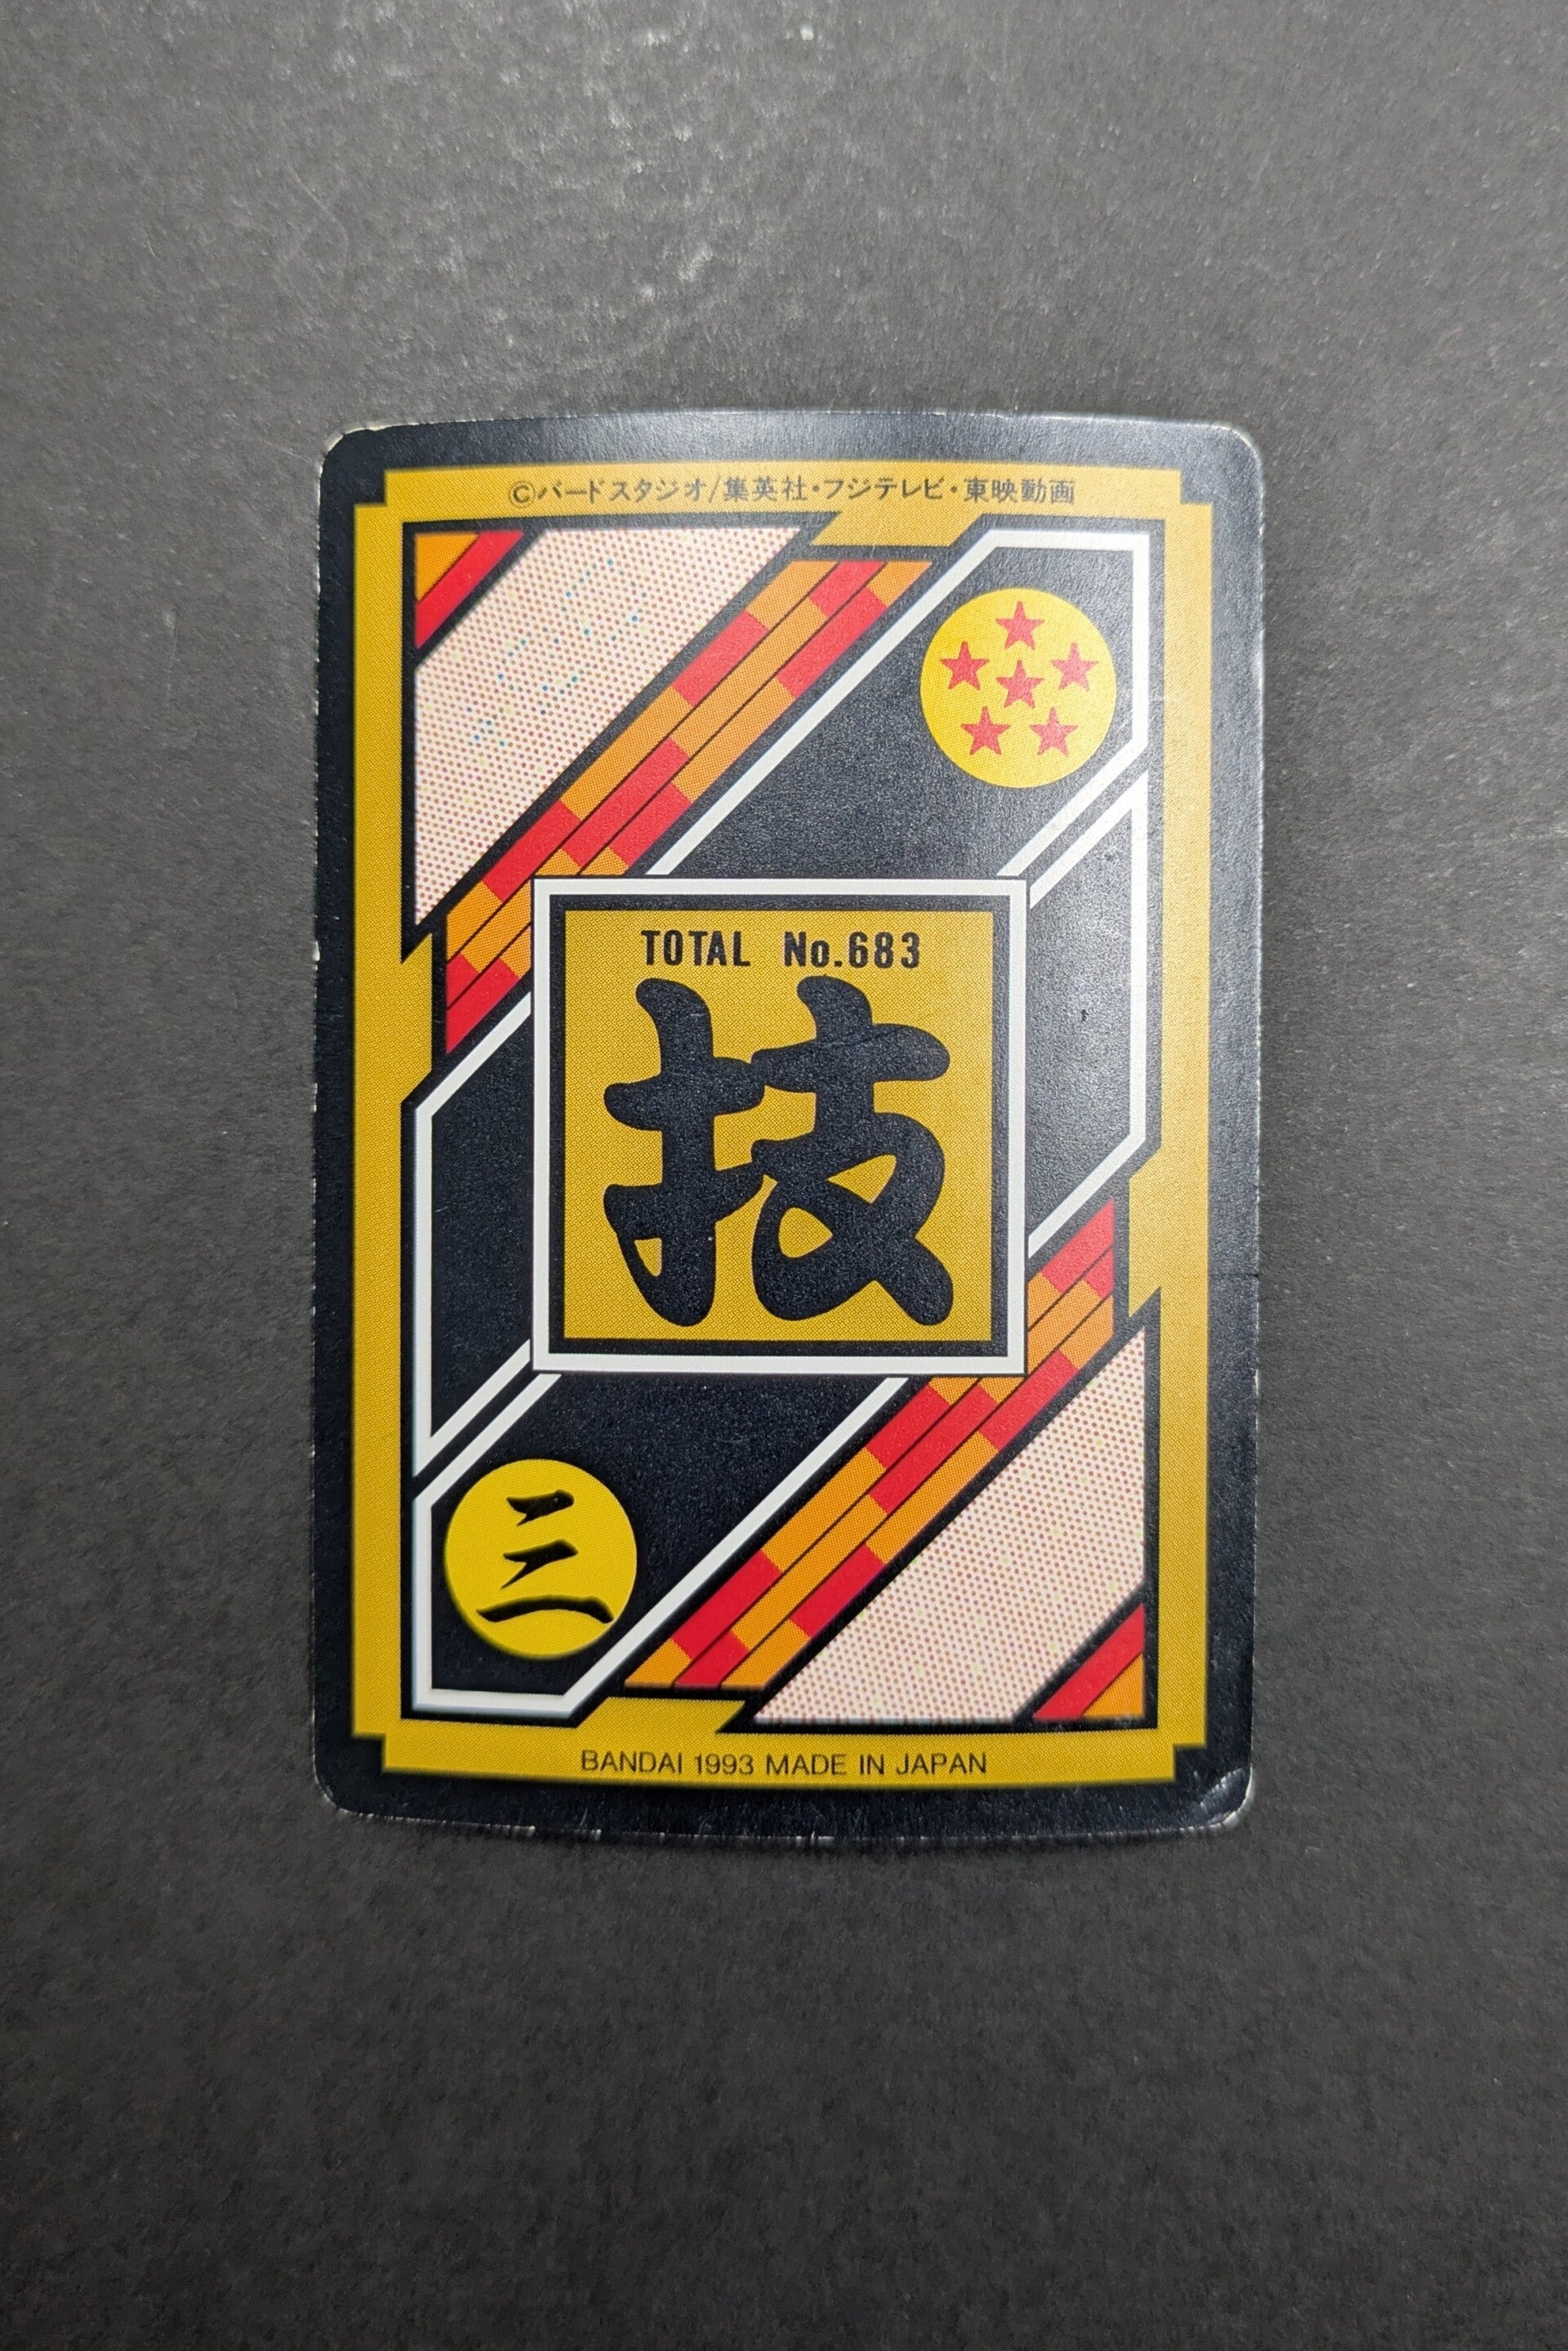 ©バードスタジオ/集英社・フジテレビ・東映動画
TOTAL No.683
技
三
BANDAI 1993 MADE IN JAPAN